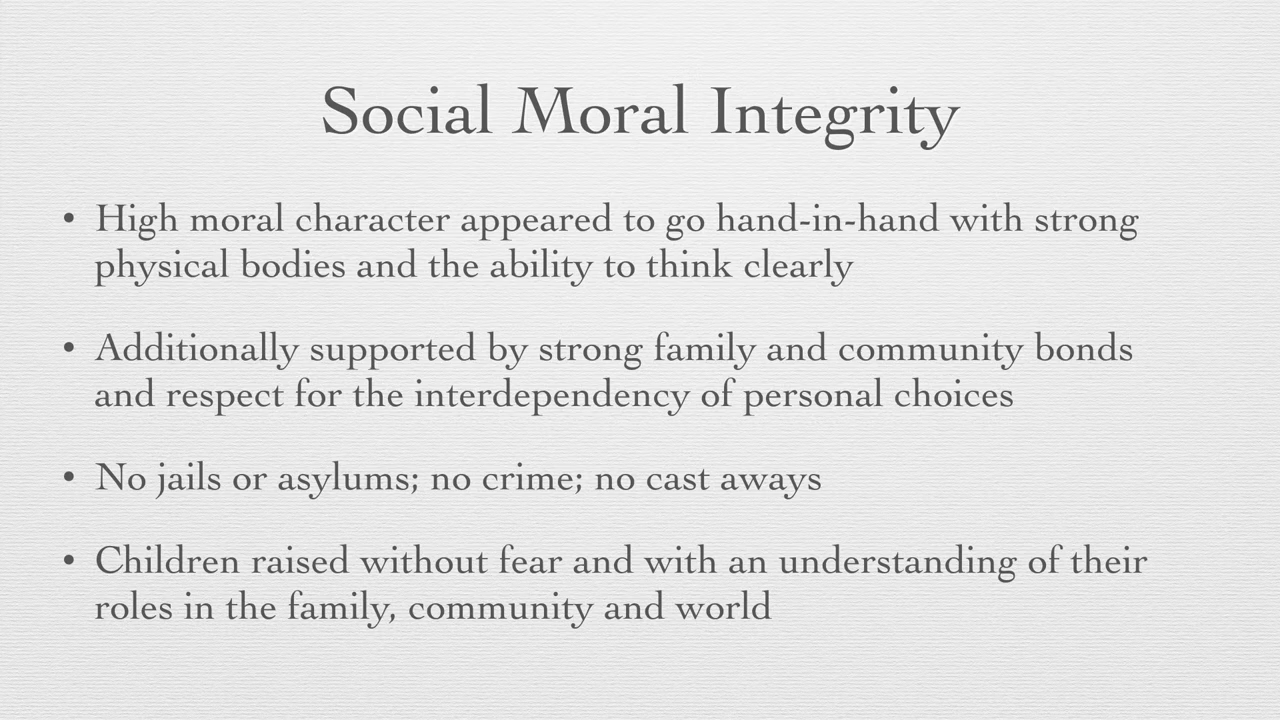 Social Moral Integrity
• High moral character appeared to go hand-in-hand with strong
physical bodies and the ability to think clearly
• Additionally supported by strong family and community bonds
and respect for the interdependency of personal choices
• No jails or asylums; no crime; no cast aways
• Children raised without fear and with an understanding of their
roles in the family, community and world